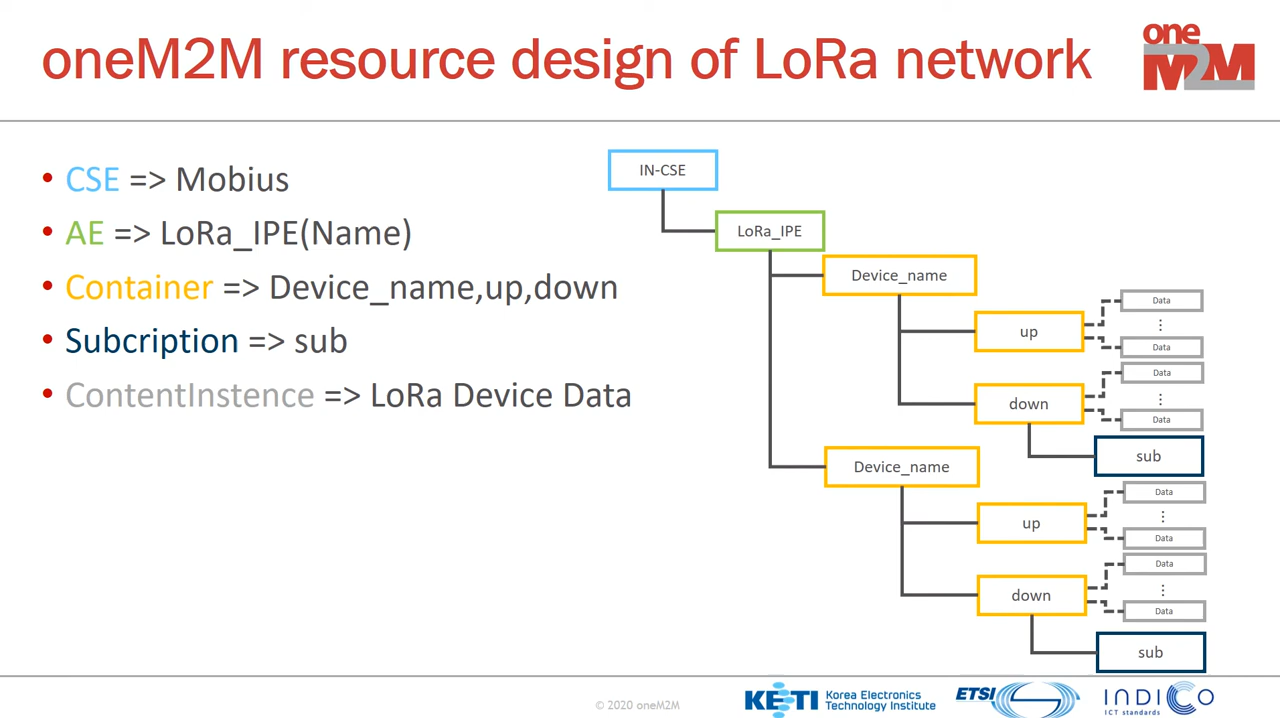 oneM2M resource design of LoRa network
one
M2M
• CSE => Mobius
• AE => LoRa_IPE(Name)
• Container => Device_name,up,down
• Subcription => sub
• ContentInstence => LoRa Device Data
IN-CSE
LoRa_IPE
Device_name
up
Data
⋮
Data
down
Data
⋮
Data
sub
Device_name
up
Data
⋮
Data
down
Data
⋮
Data
sub
© 2020 oneM2M
KETI Korea Electronics
Technology Institute
ETSI
INDICO
ICT standards